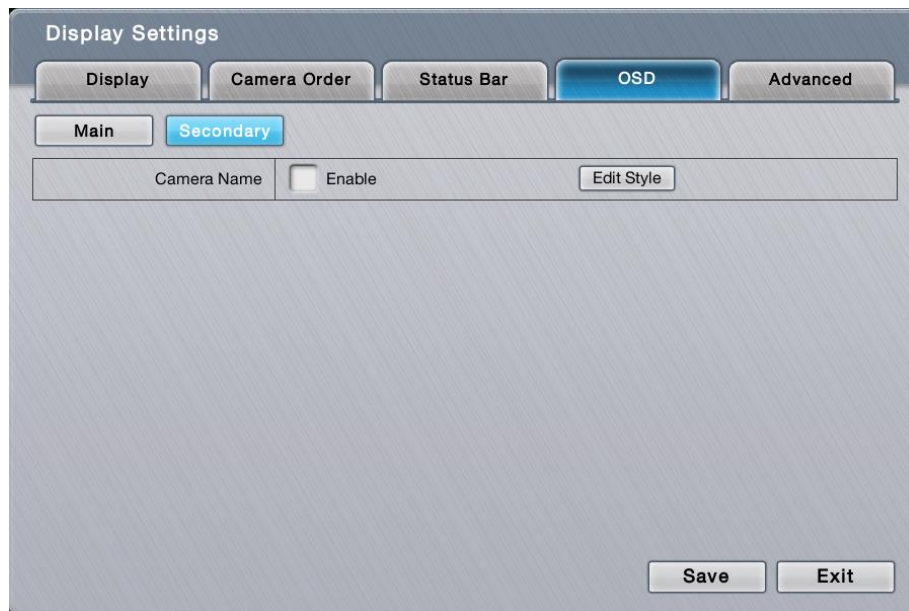 Display Settings
Display Camera Order Status Bar OSD Advanced
Main Secondary
Camera Name Enable Edit Style
Save Exit